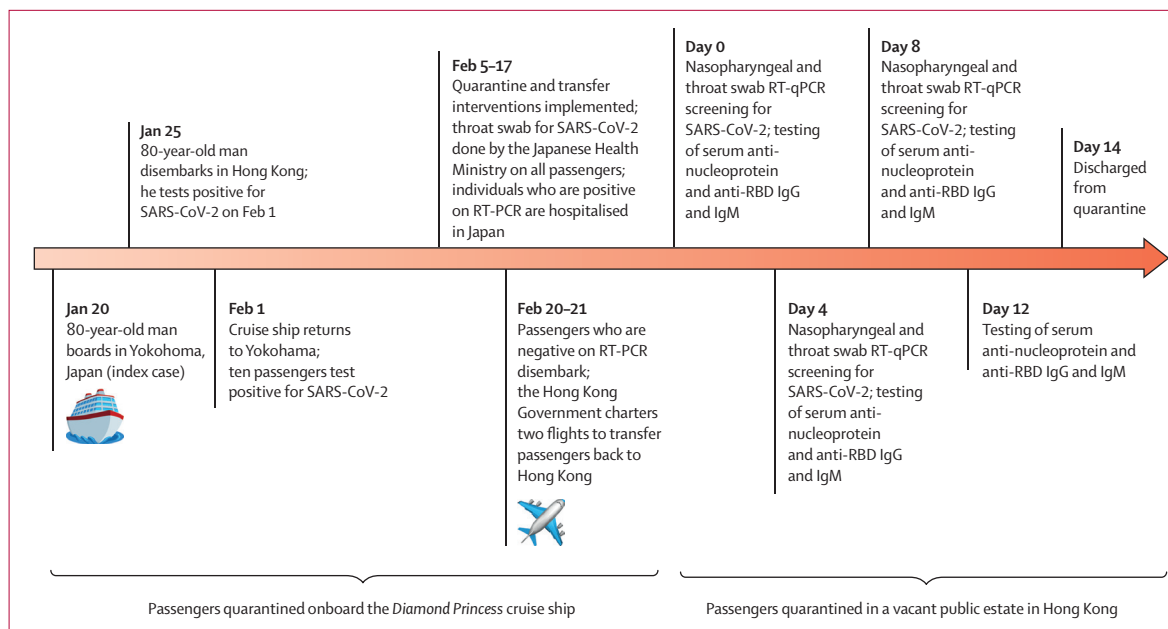 Jan 25
80-year-old man
disembarks in Hong Kong;
he tests positive for
SARS-CoV-2 on Feb 1
Feb 5–17
Quarantine and transfer
interventions implemented;
throat swab for SARS-CoV-2
done by the Japanese Health
Ministry on all passengers;
individuals who are positive
on RT-PCR are hospitalised
in Japan
Day 0
Nasopharyngeal and
throat swab RT-qPCR
screening for
SARS-CoV-2; testing
of serum anti-
nucleoprotein
and anti-RBD IgG
and IgM
Day 8
Nasopharyngeal and
throat swab RT-qPCR
screening for
SARS-CoV-2; testing
of serum anti-
nucleoprotein
and anti-RBD IgG
and IgM
Day 14
Discharged
from
quarantine
Jan 20
80-year-old man
boards in Yokohoma,
Japan (index case)
Feb 1
Cruise ship returns
to Yokohama;
ten passengers test
positive for SARS-CoV-2
Feb 20–21
Passengers who are
negative on RT-PCR
disembark;
the Hong Kong
Government charters
two flights to transfer
passengers back to
Hong Kong
Day 4
Nasopharyngeal and
throat swab RT-qPCR
screening for
SARS-CoV-2; testing
of serum anti-
nucleoprotein
and anti-RBD IgG
and IgM
Day 12
Testing of serum
anti-nucleoprotein and
anti-RBD IgG and IgM
Passengers quarantined onboard the Diamond Princess cruise ship
Passengers quarantined in a vacant public estate in Hong Kong